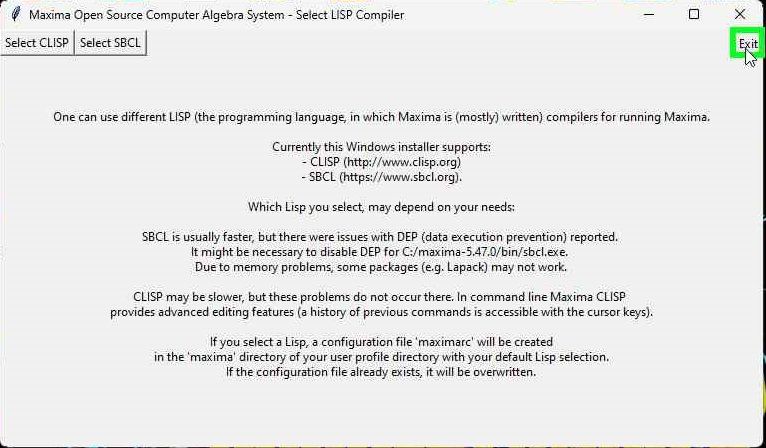 Maxima Open Source Computer Algebra System - Select LISP Compiler
Select CLISP Select SBCL Exit
One can use different LISP (the programming language, in which Maxima is (mostly) written) compilers for running Maxima.
Currently this Windows installer supports:
- CLISP (http://www.clisp.org)
- SBCL (https://www.sbcl.org).
Which Lisp you select, may depend on your needs:
SBCL is usually faster, but there were issues with DEP (data execution prevention) reported.
It might be necessary to disable DEP for C:/maxima-5.47.0/bin/sbcl.exe.
Due to memory problems, some packages (e.g. Lapack) may not work.
CLISP may be slower, but these problems do not occur there. In command line Maxima CLISP
provides advanced editing features (a history of previous commands is accessible with the cursor keys).
If you select a Lisp, a configuration file 'maximarc' will be created
in the 'maxima' directory of your user profile directory with your default Lisp selection.
If the configuration file already exists, it will be overwritten.